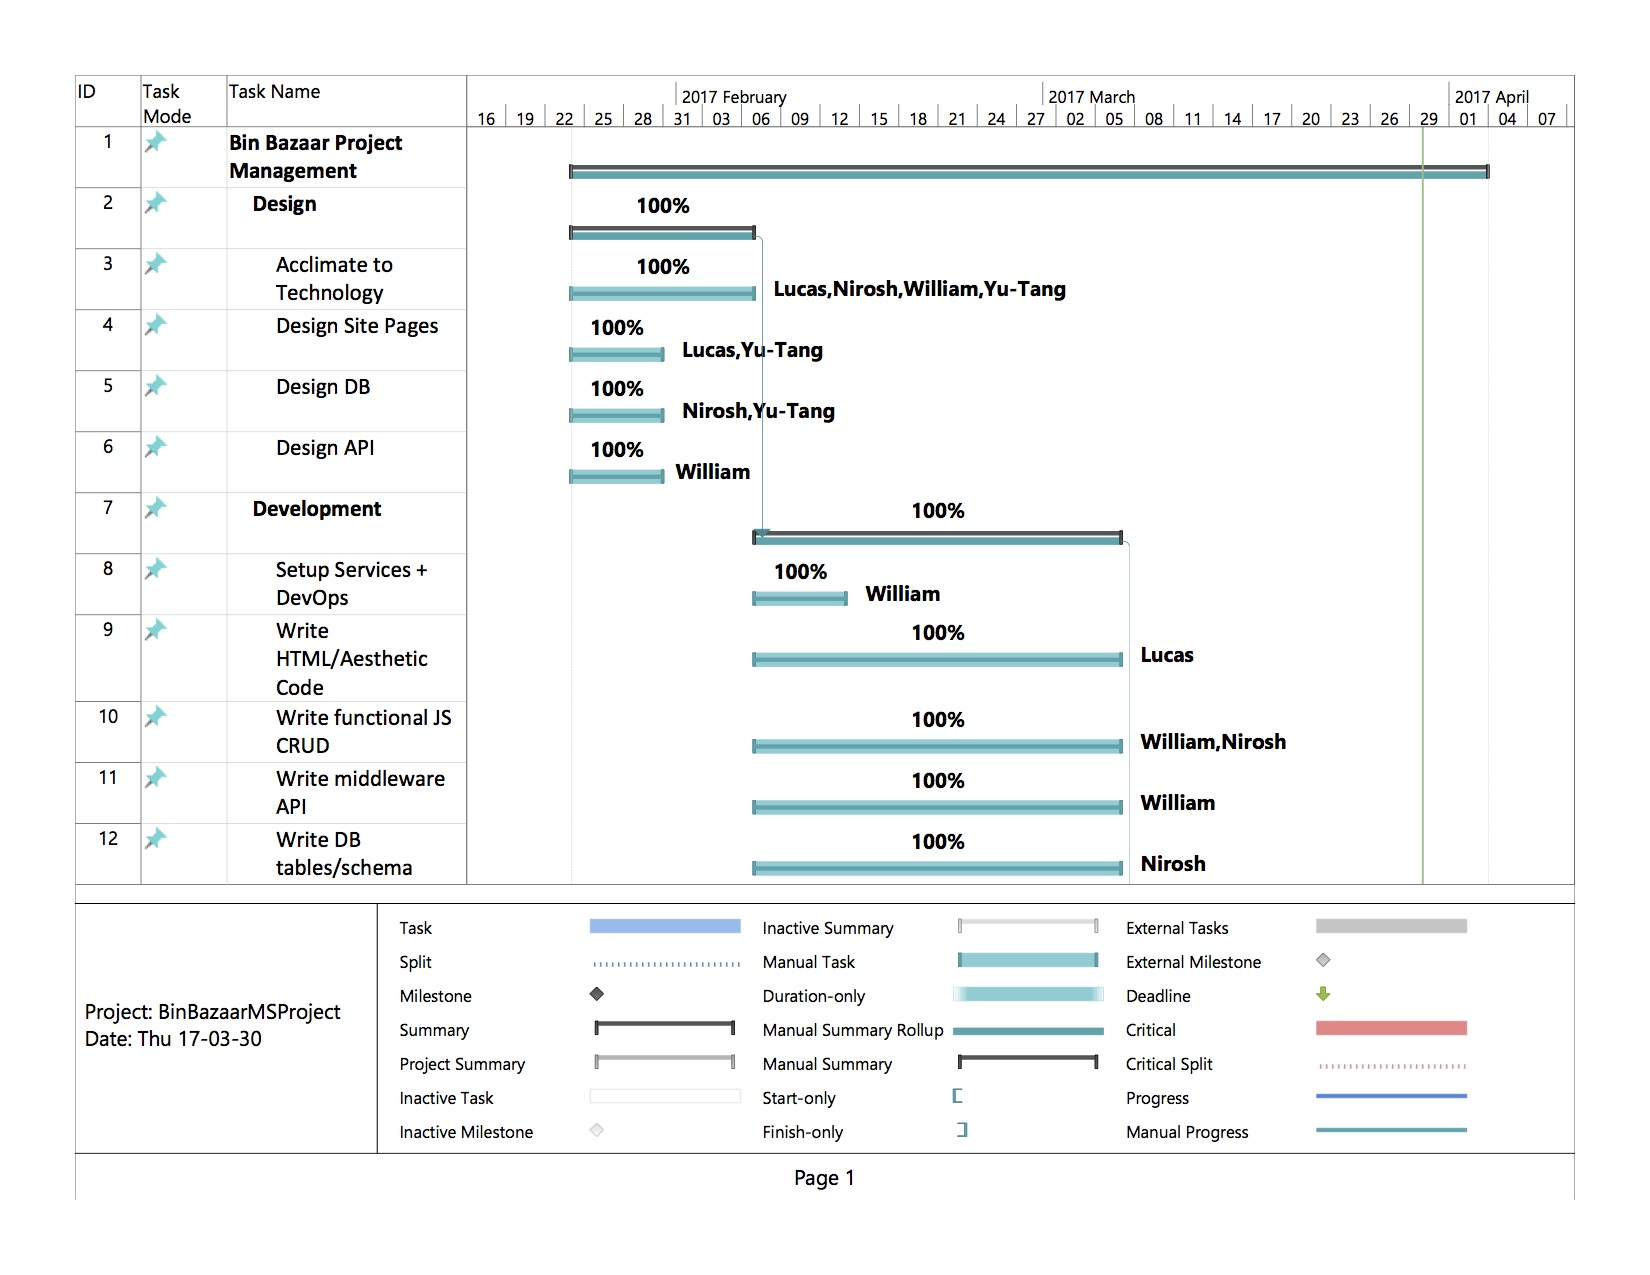 ID
Task Mode
Task Name
2017 February
2017 March
2017 April
16 19 22 25 28 31 03 06 09 12 15 18 21 24 27 02 05 08 11 14 17 20 23 26 29 01 04 07
1
Bin Bazaar Project
Management
2
Design
100%
3
Acclimate to
Technology
100%
Lucas,Nirosh,William,Yu-Tang
4
Design Site Pages
100%
Lucas,Yu-Tang
5
Design DB
100%
Nirosh,Yu-Tang
6
Design API
100%
William
7
Development
100%
8
Setup Services +
DevOps
100%
William
9
Write
HTML/Aesthetic
Code
100%
Lucas
10
Write functional JS
CRUD
100%
William,Nirosh
11
Write middleware
API
100%
William
12
Write DB
tables/schema
100%
Nirosh
Project: BinBazaarMSProject
Date: Thu 17-03-30
Task
Split
Milestone
Summary
Project Summary
Inactive Task
Inactive Milestone
Inactive Summary
Manual Task
Duration-only
Manual Summary Rollup
Manual Summary
Start-only
Finish-only
External Tasks
External Milestone
Deadline
Critical
Critical Split
Progress
Manual Progress
Page 1